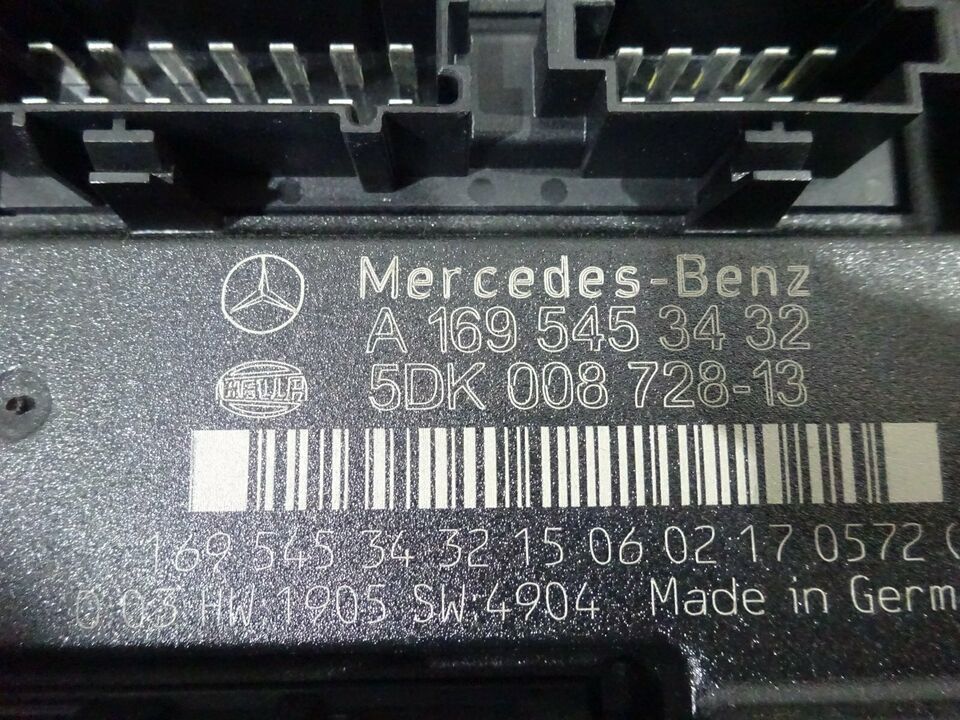 Mercedes-Benz
A 169 545 34 32
HELLA
5DK 008 728-13
169 545 34 32 15 06 02 17 0572
03 HW 1905 SW 4904 Made in Germ